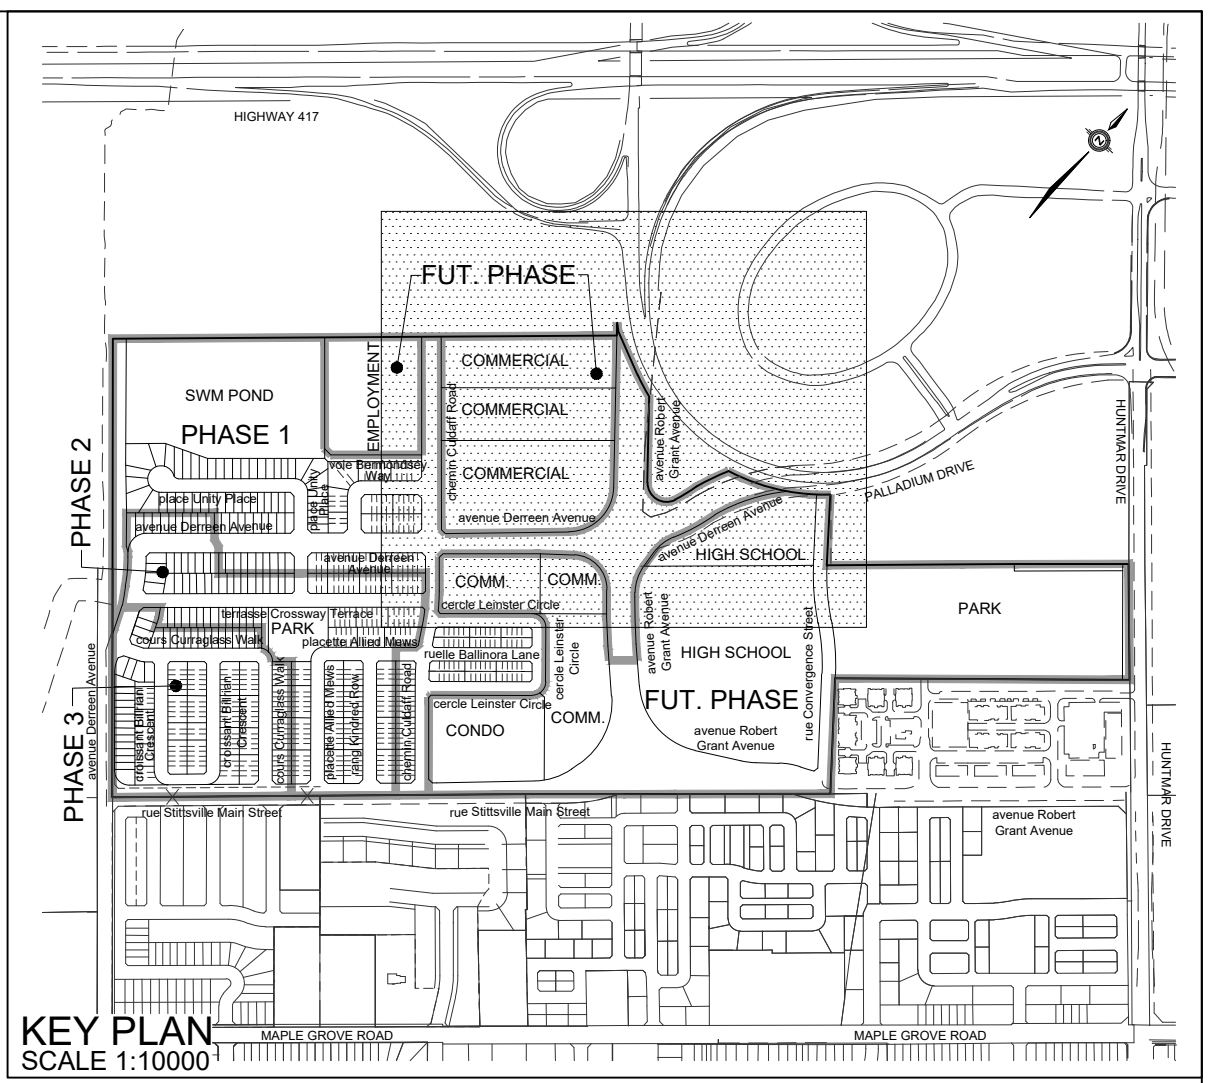 HIGHWAY 417
N
FUT. PHASE
COMMERCIAL
SWM POND
EMPLOYMENT
chemin Culdaff Road
COMMERCIAL
avenue Robert
Grant Avenue
HUNTMAR DRIVE
PHASE 1
PHASE 2
voie Bermondsey
Way
COMMERCIAL
PALLADIUM DRIVE
place Unity Place
place Unity
Place
avenue Derreen Avenue
avenue Derreen Avenue
avenue Derreen Avenue
HIGH SCHOOL
avenue Derreen
Avenue
COMM.
COMM.
cercle Leinster Circle
PARK
terrasse Crossway Terrace
PARK
cours Curraglass Walk
placette Allied Mews
ruelle Ballinora Lane
cercle Leinster
Circle
avenue Robert
Grant Avenue
HIGH SCHOOL
rue Convergence Street
avenue Derreen Avenue
PHASE 3
croissant Billrian
Crescent
croissant Billrian
Crescent
cours Curraglass Walk
placette Allied Mews
rang Kindred Row
chemin Culdaff Road
cercle Leinster Circle
FUT. PHASE
CONDO
COMM.
avenue Robert
Grant Avenue
HUNTMAR DRIVE
rue Stittsville Main Street
rue Stittsville Main Street
avenue Robert
Grant Avenue
KEY PLAN
SCALE 1:10000
MAPLE GROVE ROAD
MAPLE GROVE ROAD